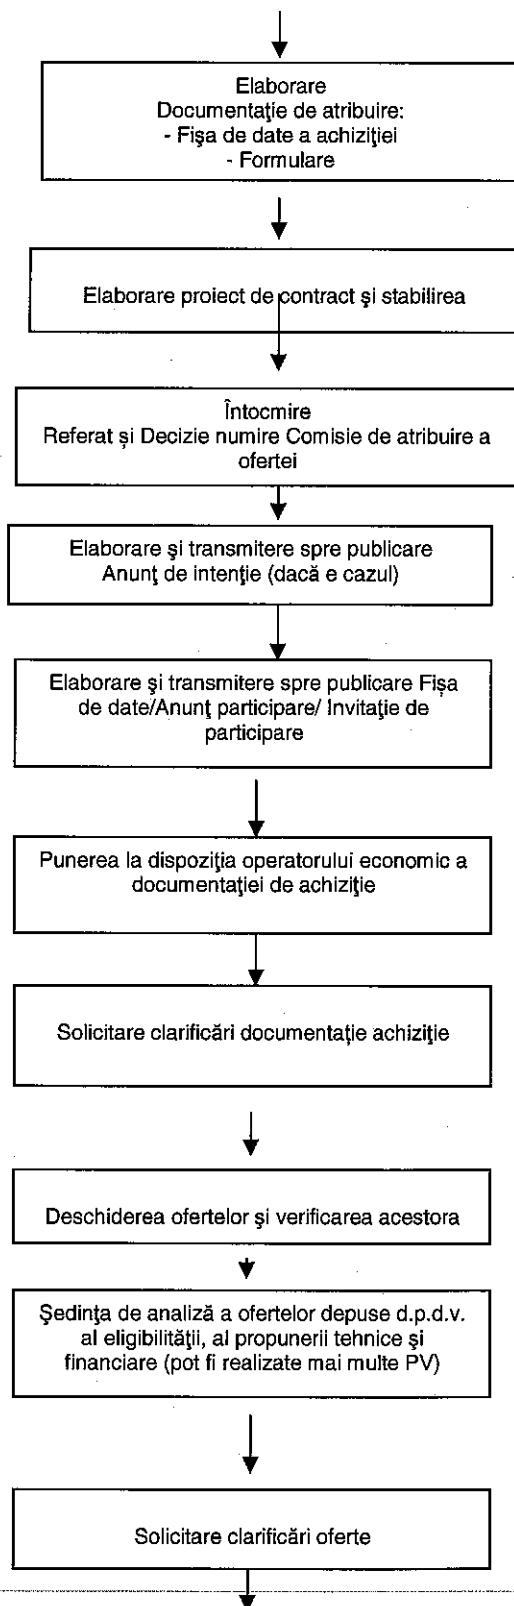 Elaborare
Documentaţie de atribuire:
- Fişa de date a achiziţiei
- Formulare
Elaborare proiect de contract şi stabilirea
Întocmire
Referat și Decizie numire Comisie de atribuire a
ofertei
Elaborare şi transmitere spre publicare
Anunţ de intenţie (dacă e cazul)
Elaborare şi transmitere spre publicare Fișa
de date/Anunţ participare/ Invitaţie de
participare
Punerea la dispoziţia operatorului economic a
documentaţiei de achiziţie
Solicitare clarificări documentație achiziţie
Deschiderea ofertelor şi verificarea acestora
Şedinţa de analiză a ofertelor depuse d.p.d.v.
al eligibilităţii, al propunerii tehnice şi
financiare (pot fi realizate mai multe PV)
Solicitare clarificări oferte